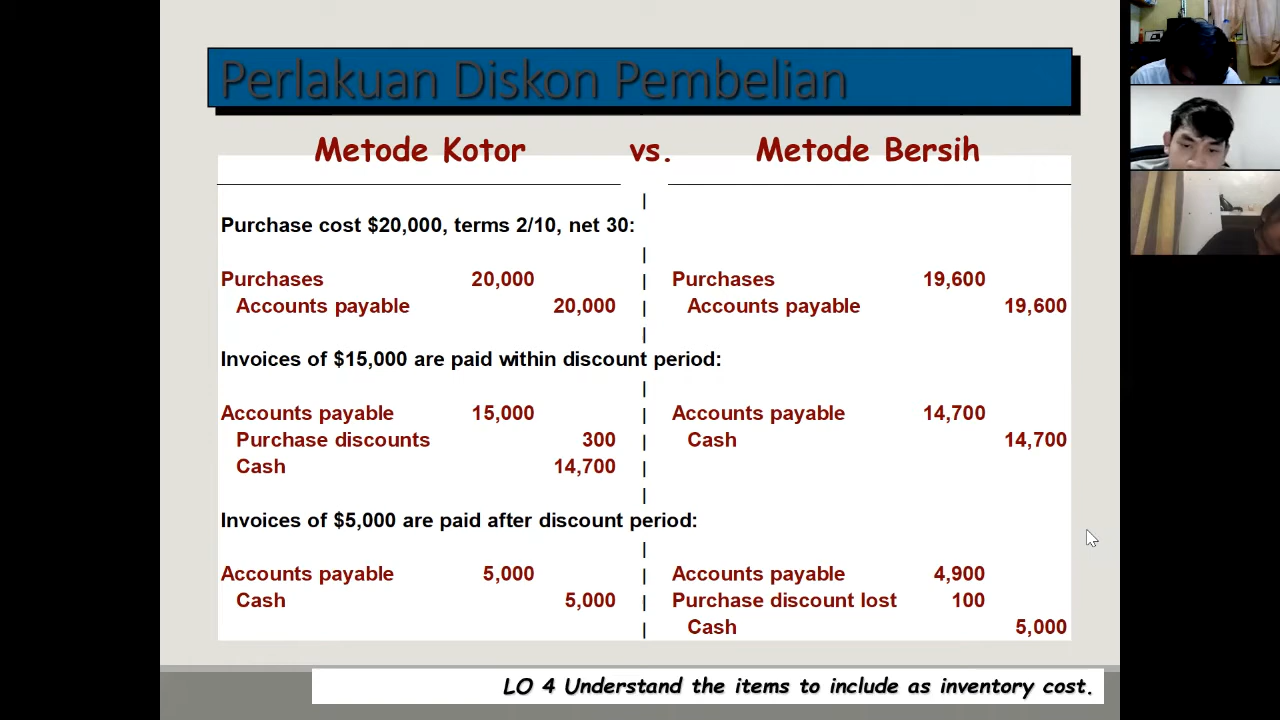 Perlakuan Diskon Pembelian
Metode Kotor vs. Metode Bersih
Purchase cost $20,000, terms 2/10, net 30:
Purchases 20,000 Purchases 19,600
Accounts payable 20,000 Accounts payable 19,600
Invoices of $15,000 are paid within discount period:
Accounts payable 15,000 Accounts payable 14,700
Purchase discounts 300 Cash 14,700
Cash 14,700
Invoices of $5,000 are paid after discount period:
Accounts payable 5,000 Accounts payable 4,900
Cash 5,000 Purchase discount lost 100
Cash 5,000
LO 4 Understand the items to include as inventory cost.